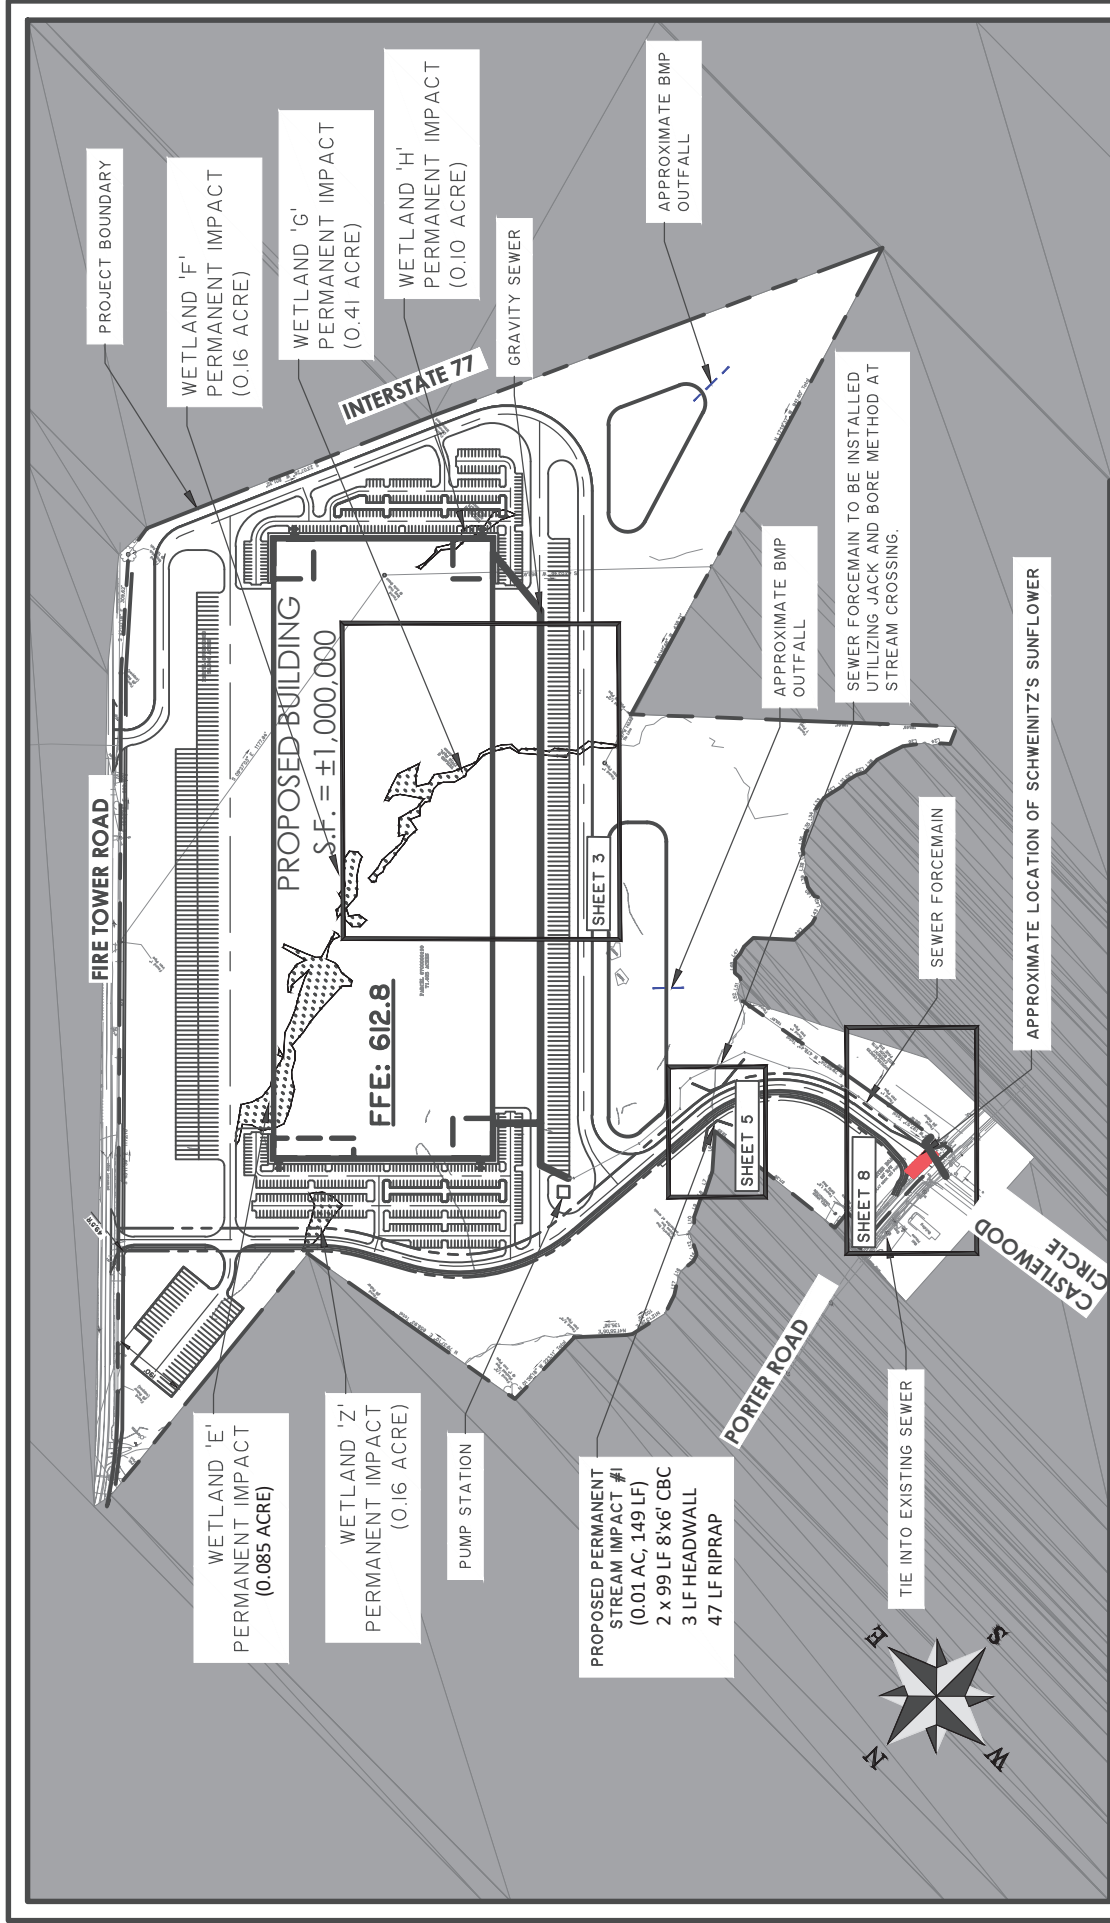 PROJECT BOUNDARY
WETLAND 'F'
PERMANENT IMPACT
(0.16 ACRE)
WETLAND 'G'
PERMANENT IMPACT
(0.41 ACRE)
WETLAND 'H'
PERMANENT IMPACT
(0.10 ACRE)
GRAVITY SEWER
APPROXIMATE BMP
OUTFALL
INTERSTATE 77
FIRE TOWER ROAD
PROPOSED BUILDING
S.F. = ±1,000,000
FFE: 612.8
SHEET 3
APPROXIMATE BMP
OUTFALL
SEWER FORCEMAIN TO BE INSTALLED
UTILIZING JACK AND BORE METHOD AT
STREAM CROSSING.
SEWER FORCEMAIN
APPROXIMATE LOCATION OF SCHWEINITZ'S SUNFLOWER
SHEET 5
SHEET 8
CASTLEWOOD
CIRCLE
PORTER ROAD
WETLAND 'E'
PERMANENT IMPACT
(0.085 ACRE)
WETLAND 'Z'
PERMANENT IMPACT
(0.16 ACRE)
PUMP STATION
PROPOSED PERMANENT
STREAM IMPACT #1
(0.01 AC, 149 LF)
2 x 99 LF 8'x6' CBC
3 LF HEADWALL
47 LF RIPRAP
TIE INTO EXISTING SEWER
N
E
S
W